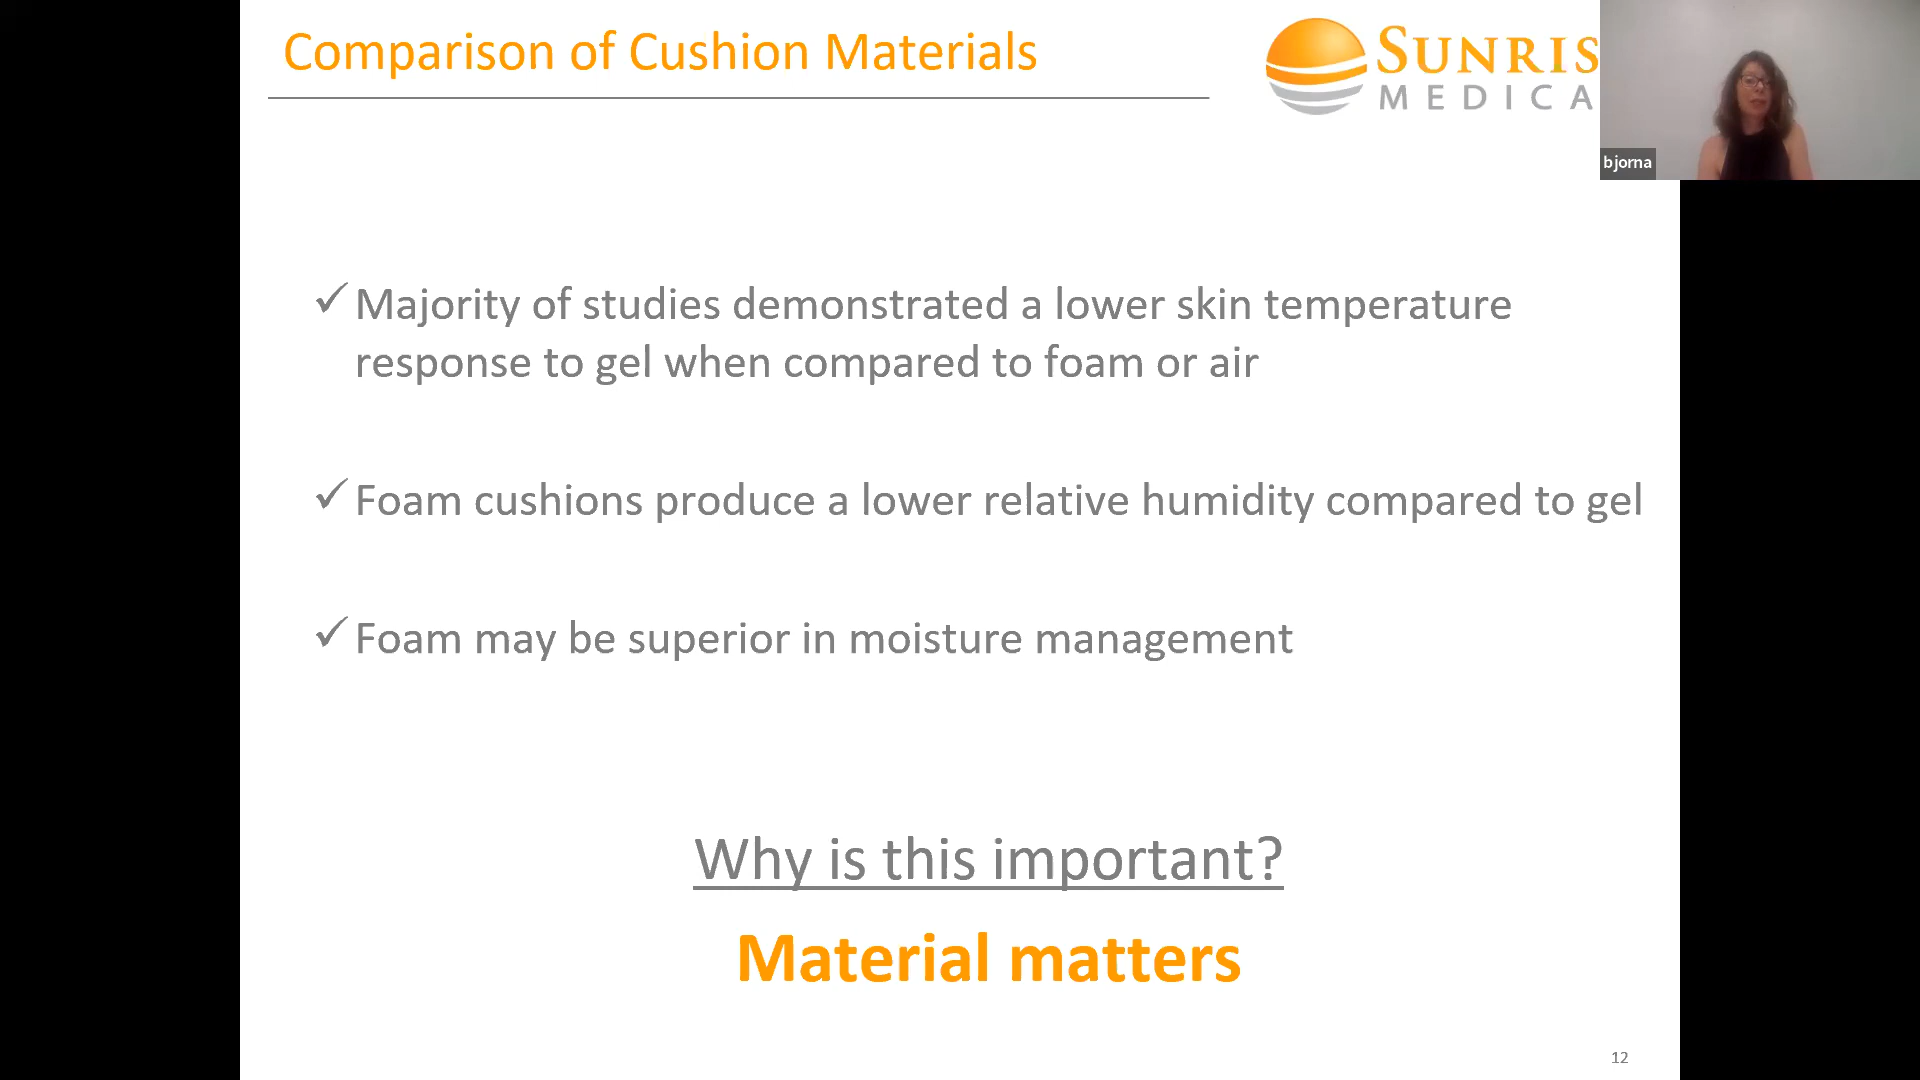 Comparison of Cushion Materials
SUNRIS
MEDICA
bjorna
✓ Majority of studies demonstrated a lower skin temperature
response to gel when compared to foam or air
✓ Foam cushions produce a lower relative humidity compared to gel
✓ Foam may be superior in moisture management
Why is this important?
Material matters
12